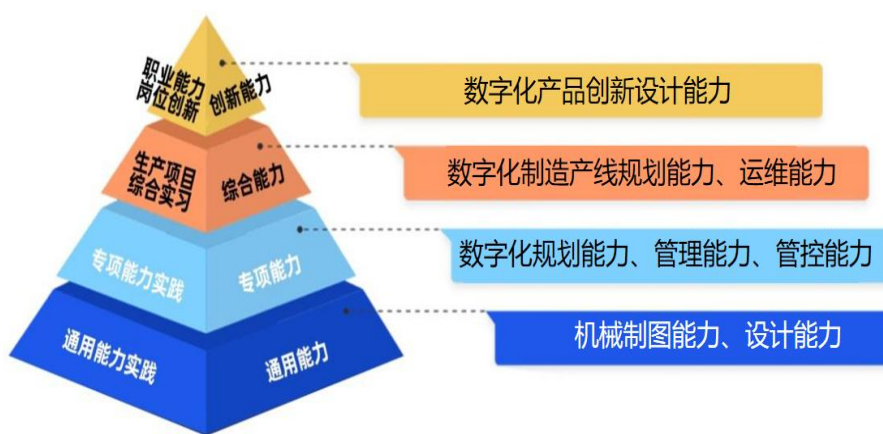 职业能力
岗位创新
创新能力
数字化产品创新设计能力
生产项目
综合实习
综合能力
数字化制造产线规划能力、运维能力
专项能力实践
专项能力
数字化规划能力、管理能力、管控能力
通用能力实践
通用能力
机械制图能力、设计能力